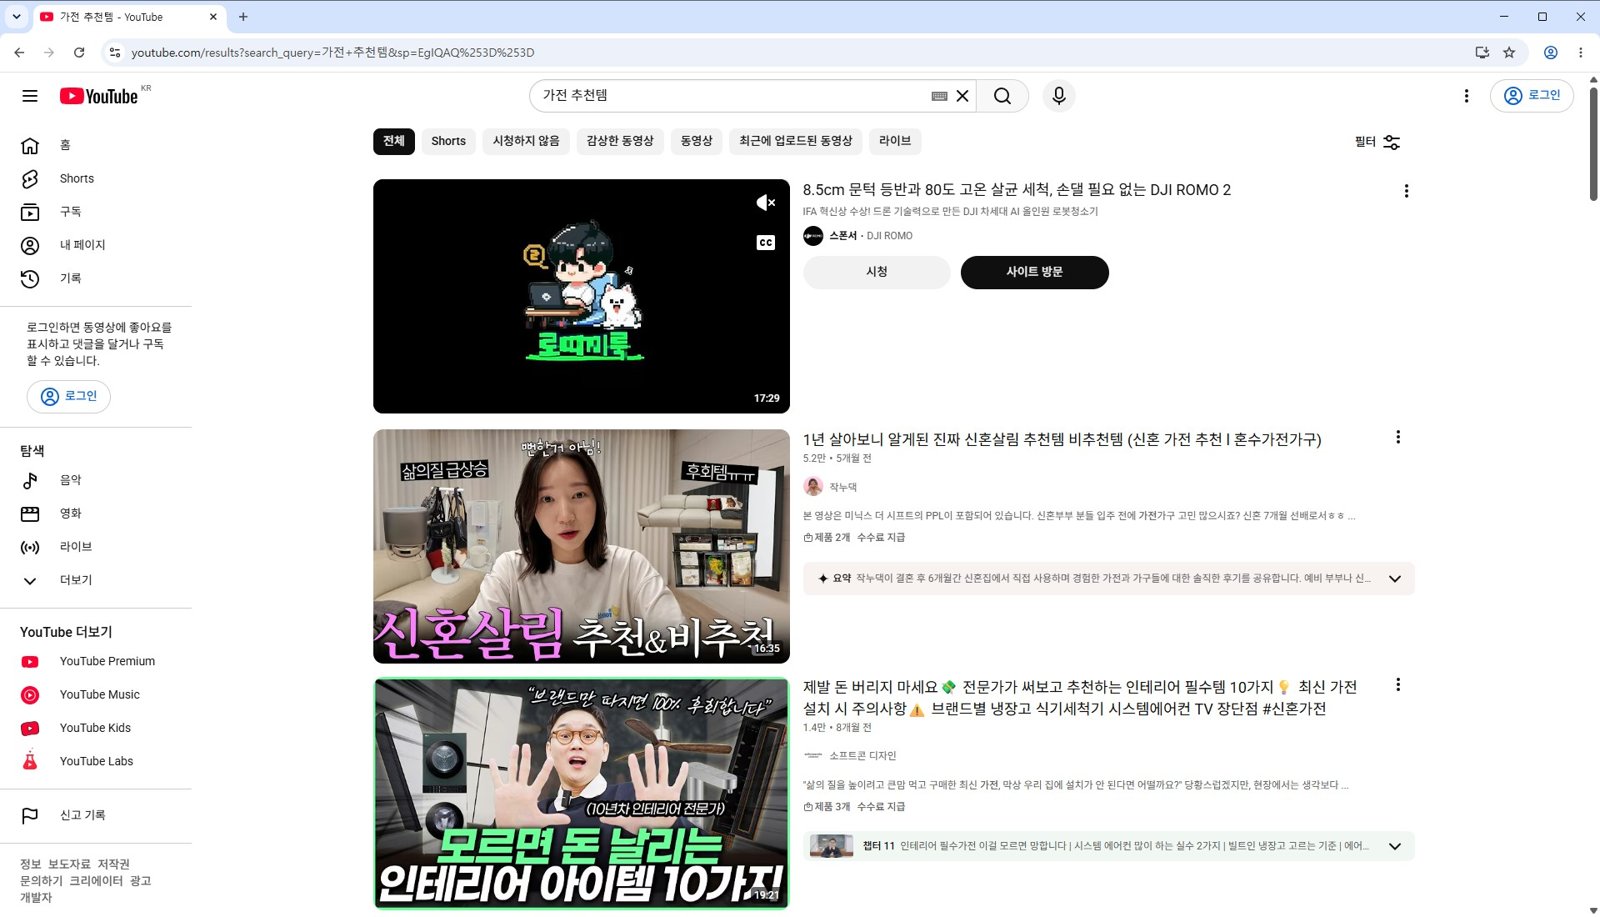 가전 추천템 - YouTube
youtube.com/results?search_query=가전+추천템&sp=EgIQAQ%253D%253D
YouTube KR
가전 추천템
로그인
홈
Shorts
구독
내 페이지
기록
로그인하면 동영상에 좋아요를
표시하고 댓글을 달거나 구독
할 수 있습니다.
로그인
탐색
음악
영화
라이브
더보기
YouTube 더보기
YouTube Premium
YouTube Music
YouTube Kids
YouTube Labs
신고 기록
정보 보도자료 저작권
문의하기 크리에이터 광고
개발자
전체
Shorts
시청하지 않음
감상한 동영상
동영상
최근에 업로드된 동영상
라이브
필터
CC
로때끼룩
17:29
8.5cm 문턱 등반과 80도 고온 살균 세척, 손댈 필요 없는 DJI ROMO 2
IFA 혁신상 수상! 드론 기술력으로 만든 DJI 차세대 AI 올인원 로봇청소기
스폰서 · DJI ROMO
시청
사이트 방문
뻔한거 아님!
삶의질 급상승
후회템ㅠㅠㅠ
신혼살림 추천&비추천
16:35
1년 살아보니 알게된 진짜 신혼살림 추천템 비추천템 (신혼 가전 추천 l 혼수가전가구)
5.2만 • 5개월 전
작누댁
본 영상은 미닉스 더 시프트의 PPL이 포함되어 있습니다. 신혼부부 분들 입주 전에 가전가구 고민 많으시죠? 신혼 7개월 선배로서ㅎㅎ ...
제품 2개 수수료 지급
요약 작누댁이 결혼 후 6개월간 신혼집에서 직접 사용하며 경험한 가전과 가구들에 대한 솔직한 후기를 공유합니다. 예비 부부나 신...
“브랜드만 따지면 100% 후회합니다”
(10년차 인테리어 전문가)
모르면 돈 날리는
인테리어 아이템 10가지
19:21
제발 돈 버리지 마세요💸 전문가가 써보고 추천하는 인테리어 필수템 10가지💡 최신 가전
설치 시 주의사항⚠️ 브랜드별 냉장고 식기세척기 시스템에어컨 TV 장단점 #신혼가전
1.4만 • 8개월 전
소프트콘 디자인
"삶의 질을 높이려고 큰맘 먹고 구매한 최신 가전, 막상 우리 집에 설치가 안 된다면 어떨까요?" 당황스럽겠지만, 현장에서는 생각보다 ...
제품 3개 수수료 지급
챕터 11 인테리어 필수가전 이걸 모르면 망합니다 | 시스템 에어컨 많이 하는 실수 2가지 | 빌트인 냉장고 고르는 기준 | 에어...